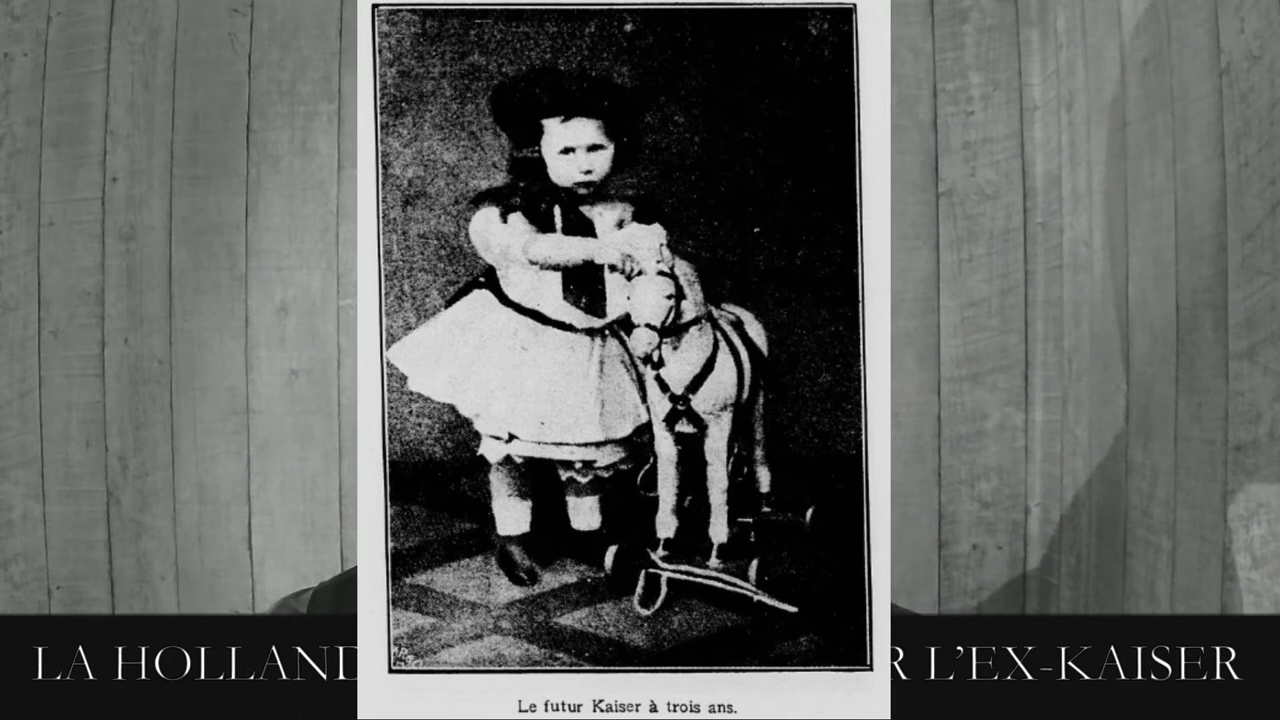 LA HOLLAND
R L'EX-KAISER
Le futur Kaiser à trois ans.